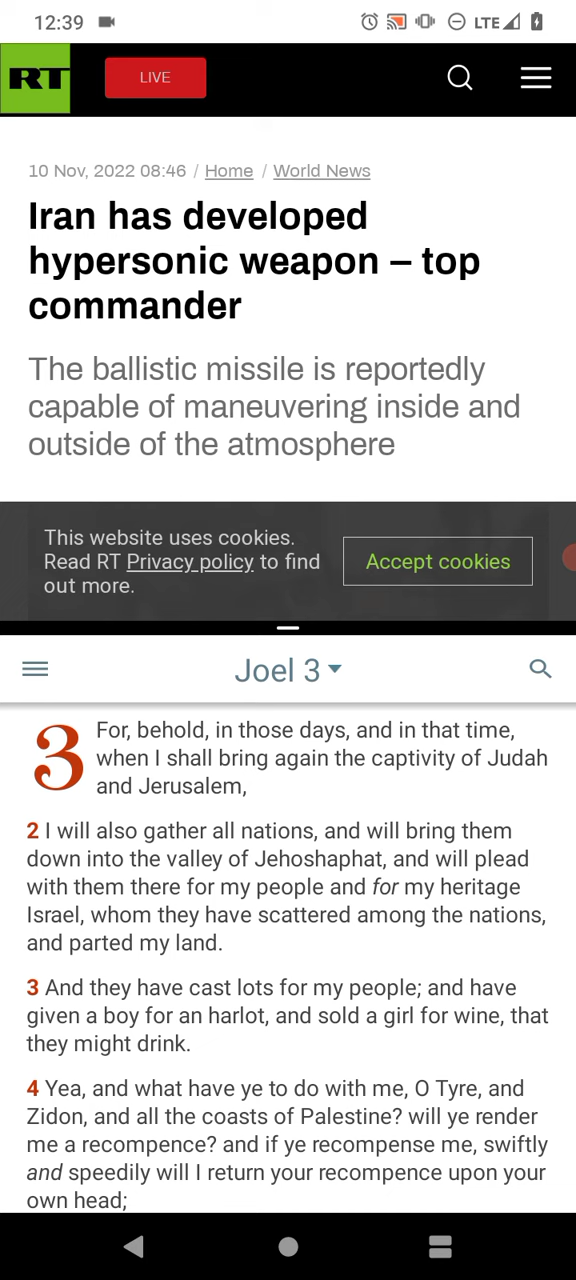 12:39
LTE
RT
LIVE
10 Nov, 2022 08:46 / Home / World News
Iran has developed
hypersonic weapon – top
commander
The ballistic missile is reportedly
capable of maneuvering inside and
outside of the atmosphere
This website uses cookies.
Read RT Privacy policy to find
out more.
Accept cookies
Joel 3
3 For, behold, in those days, and in that time,
when I shall bring again the captivity of Judah
and Jerusalem,
2 I will also gather all nations, and will bring them
down into the valley of Jehoshaphat, and will plead
with them there for my people and for my heritage
Israel, whom they have scattered among the nations,
and parted my land.
3 And they have cast lots for my people; and have
given a boy for an harlot, and sold a girl for wine, that
they might drink.
4 Yea, and what have ye to do with me, O Tyre, and
Zidon, and all the coasts of Palestine? will ye render
me a recompence? and if ye recompense me, swiftly
and speedily will I return your recompence upon your
own head;